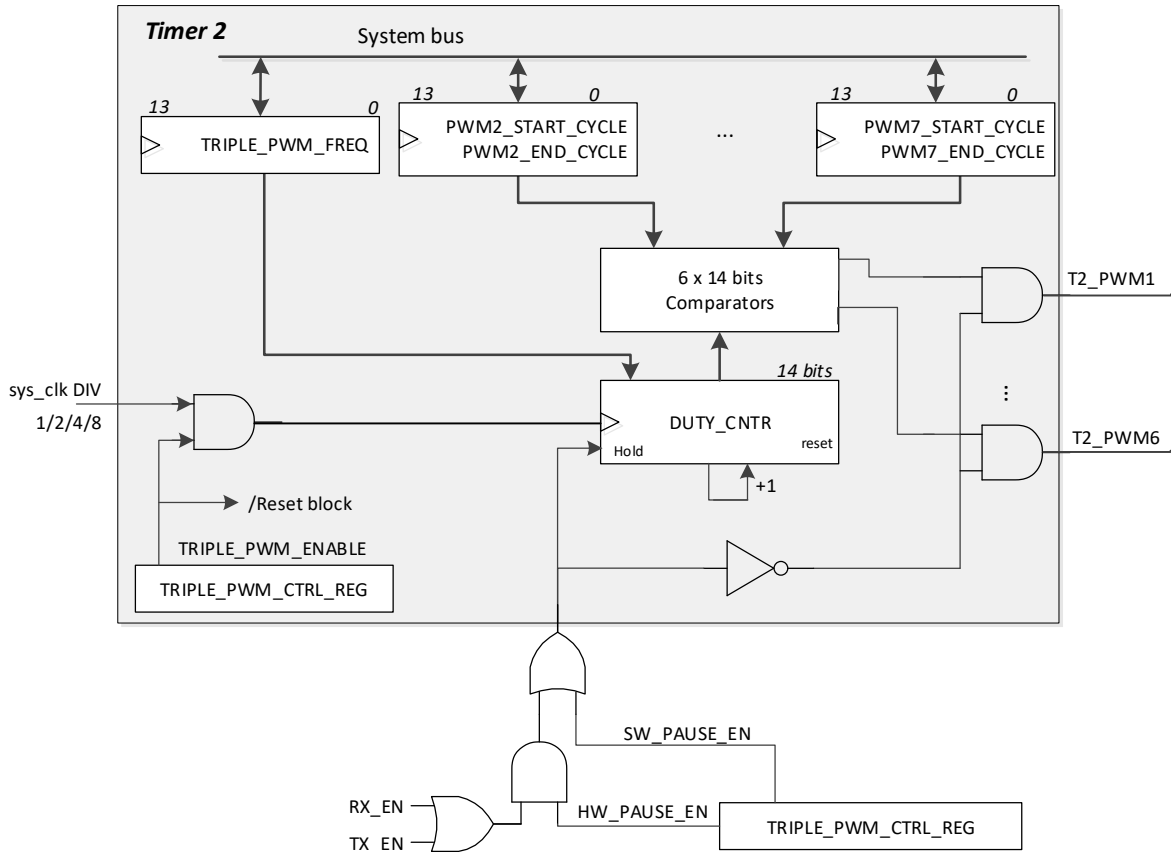 Timer 2
System bus
13
0
13
0
13
0
TRIPLE_PWM_FREQ
PWM2_START_CYCLE
PWM2_END_CYCLE
...
PWM7_START_CYCLE
PWM7_END_CYCLE
6 x 14 bits
Comparators
T2_PWM1
14 bits
sys_clk DIV
1/2/4/8
DUTY_CNTR
Hold
reset
...
T2_PWM6
+1
/Reset block
TRIPLE_PWM_ENABLE
TRIPLE_PWM_CTRL_REG
SW_PAUSE_EN
RX_EN
HW_PAUSE_EN
TRIPLE_PWM_CTRL_REG
TX_EN